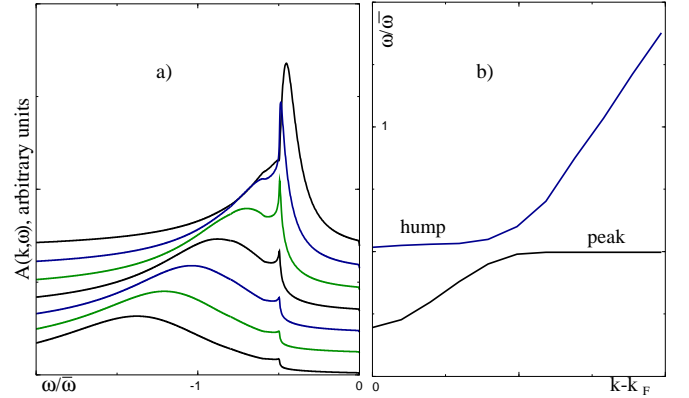 a)
A(k,ω), arbitrary units
-1
0
ω/ω̅
b)
ω/ω̅
1
hump
peak
0
k-k F